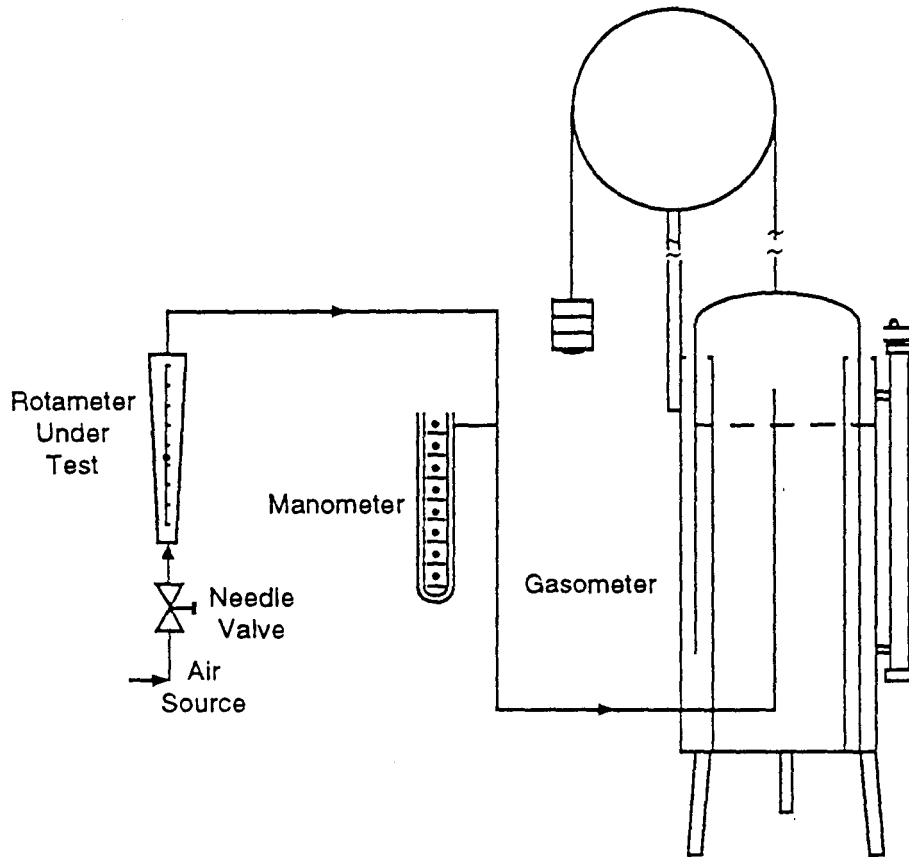 Rotameter
Under
Test
Manometer
Gasometer
Needle
Valve
Air
Source